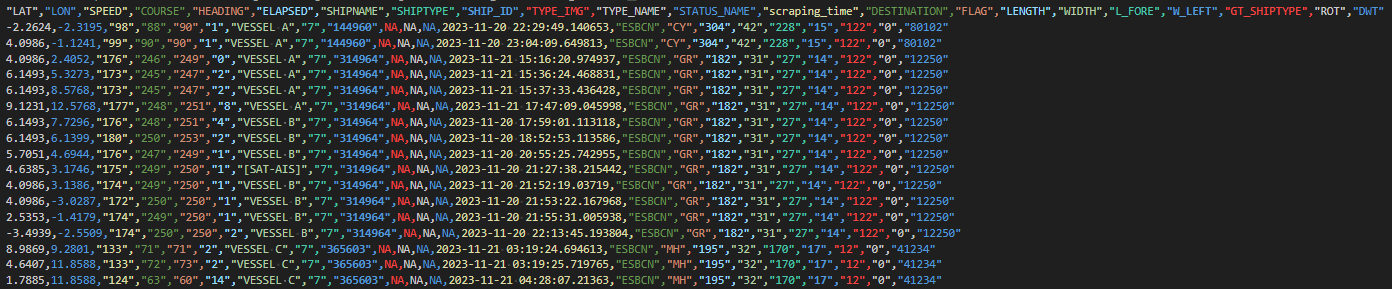 "LAT","LON","SPEED","COURSE","HEADING","ELAPSED","SHIPNAME","SHIPTYPE","SHIP_ID","TYPE_IMG","TYPE_NAME","STATUS_NAME","scraping_time","DESTINATION","FLAG","LENGTH","WIDTH","L_FORE","W_LEFT","GT_SHIPTYPE","ROT","DWT"
-2.2624,-2.3195,"98","88","90","1","VESSEL A","7","144960",NA,NA,NA,2023-11-20 22:29:49.140653,"ESBCN","CY","304","42","228","15","122","0","80102"
4.0986,-1.1241,"99","90","90","1","VESSEL A","7","144960",NA,NA,NA,2023-11-20 23:04:09.649813,"ESBCN","CY","304","42","228","15","122","0","80102"
4.0986,2.4052,"176","246","249","0","VESSEL A","7","314964",NA,NA,NA,2023-11-21 15:16:20.974937,"ESBCN","GR","182","31","27","14","122","0","12250"
6.1493,5.3273,"173","245","247","2","VESSEL A","7","314964",NA,NA,NA,2023-11-21 15:36:24.468831,"ESBCN","GR","182","31","27","14","122","0","12250"
6.1493,8.5768,"173","245","247","2","VESSEL A","7","314964",NA,NA,NA,2023-11-21 15:37:33.436428,"ESBCN","GR","182","31","27","14","122","0","12250"
9.1231,12.5768,"177","248","251","8","VESSEL A","7","314964",NA,NA,NA,2023-11-21 17:47:09.045998,"ESBCN","GR","182","31","27","14","122","0","12250"
6.1493,7.7296,"176","248","251","4","VESSEL B","7","314964",NA,NA,NA,2023-11-20 17:59:01.113118,"ESBCN","GR","182","31","27","14","122","0","12250"
6.1493,6.1399,"180","250","253","2","VESSEL B","7","314964",NA,NA,NA,2023-11-20 18:52:53.113586,"ESBCN","GR","182","31","27","14","122","0","12250"
5.7051,4.6944,"176","247","249","1","VESSEL B","7","314964",NA,NA,NA,2023-11-20 20:55:25.742955,"ESBCN","GR","182","31","27","14","122","0","12250"
4.6385,3.1746,"175","249","250","1","[SAT-AIS]","7","314964",NA,NA,NA,2023-11-20 21:27:38.215442,"ESBCN","GR","182","31","27","14","122","0","12250"
4.0986,3.1386,"174","249","250","1","VESSEL B","7","314964",NA,NA,NA,2023-11-20 21:52:19.03719,"ESBCN","GR","182","31","27","14","122","0","12250"
4.0986,-3.0287,"172","250","250","1","VESSEL B","7","314964",NA,NA,NA,2023-11-20 21:53:22.167968,"ESBCN","GR","182","31","27","14","122","0","12250"
2.5353,-1.4179,"174","249","250","1","VESSEL B","7","314964",NA,NA,NA,2023-11-20 21:55:31.005938,"ESBCN","GR","182","31","27","14","122","0","12250"
-3.4939,-2.5509,"174","250","250","2","VESSEL B","7","314964",NA,NA,NA,2023-11-20 22:13:45.193804,"ESBCN","GR","182","31","27","14","122","0","12250"
8.9869,9.2801,"133","71","71","2","VESSEL C","7","365603",NA,NA,NA,2023-11-21 03:19:24.694613,"ESBCN","MH","195","32","170","17","12","0","41234"
4.6407,11.8588,"133","72","73","2","VESSEL C","7","365603",NA,NA,NA,2023-11-21 03:19:25.719765,"ESBCN","MH","195","32","170","17","12","0","41234"
1.7885,11.8588,"124","63","60","14","VESSEL C","7","365603",NA,NA,NA,2023-11-21 04:28:07.21363,"ESBCN","MH","195","32","170","17","122","0","41234"